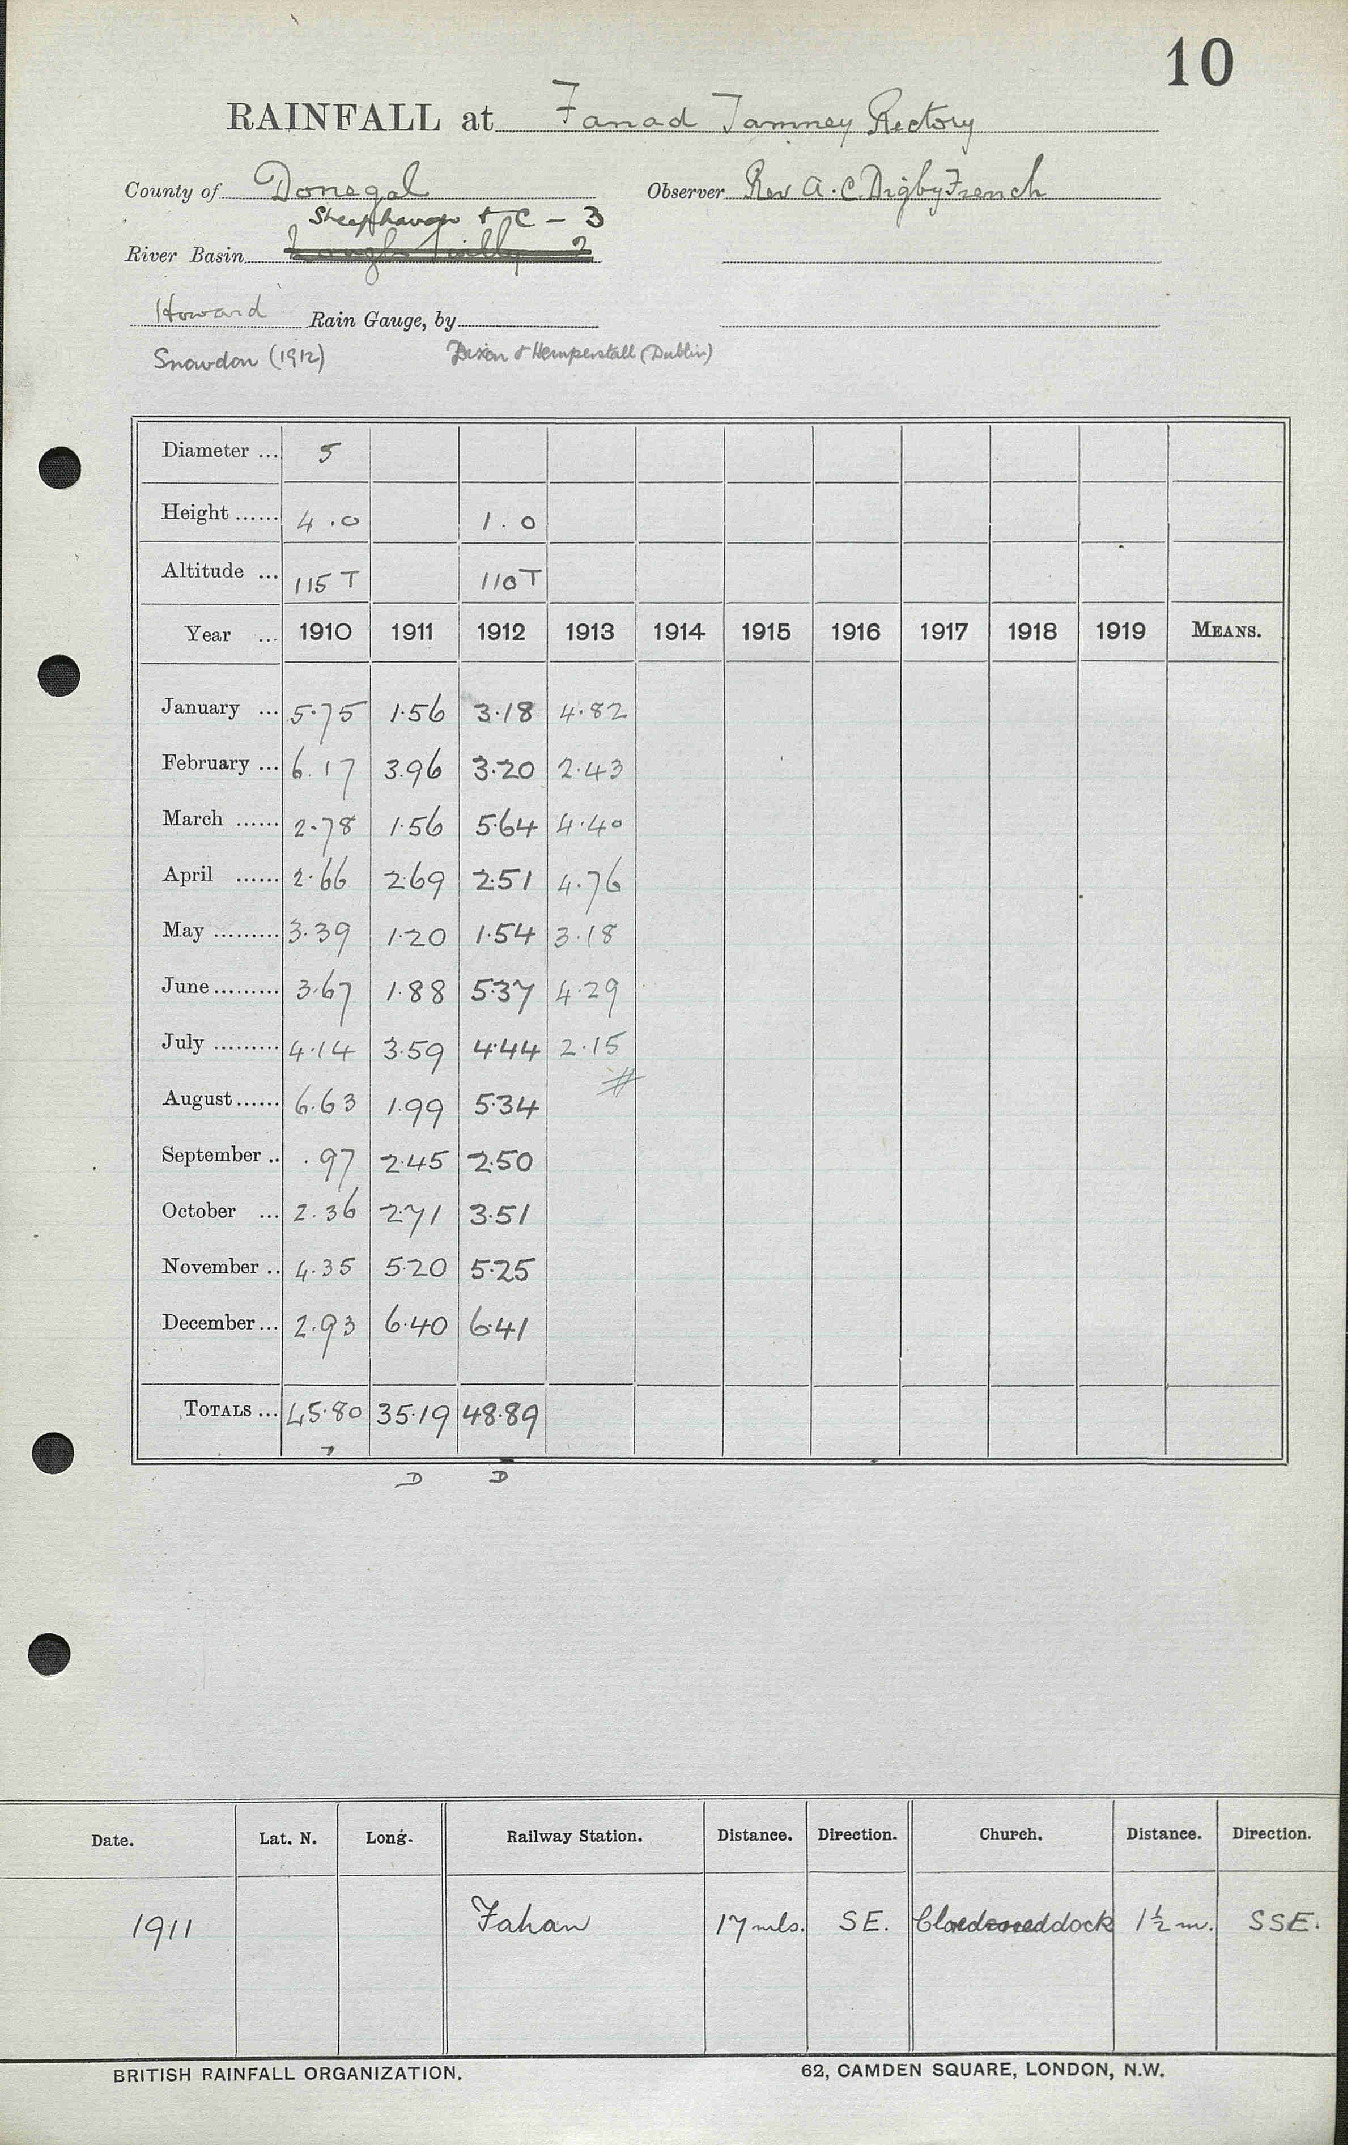 10
RAINFALL at Fanad Tamney Rectory
County of Donegal Observer Rev A. C. Digby French
Sheephaven & C - 3
River Basin Lough Swilly 2
Howard Rain Gauge, by
Snowdon (1912) Dixon & Hemperstall (Dublin)
Diameter ... 5
Height ...... 4.0 1.0
Altitude ... 115 T 110 T
Year ... 1910 1911 1912 1913 1914 1915 1916 1917 1918 1919 MEANS.
January ... 5.75 1.56 3.18 4.82
February ... 6.17 3.96 3.20 2.43
March ...... 2.78 1.56 5.64 4.40
April ...... 2.66 2.69 2.51 4.76
May ......... 3.39 1.20 1.54 3.18
June ......... 3.67 1.88 5.37 4.29
July ......... 4.14 3.59 4.44 2.15
August ...... 6.63 1.99 5.34
September .. .97 2.45 2.50
October ... 2.36 2.71 3.51
November .. 4.35 5.20 5.25
December ... 2.93 6.40 6.41
TOTALS ... 45.80 35.19 48.89
D D
Date. Lat. N. Long. Railway Station. Distance. Direction. Church. Distance. Direction.
1911 Fahan 17 mls. SE. 1½ m. SSE.
BRITISH RAINFALL ORGANIZATION. 62, CAMDEN SQUARE, LONDON, N.W.